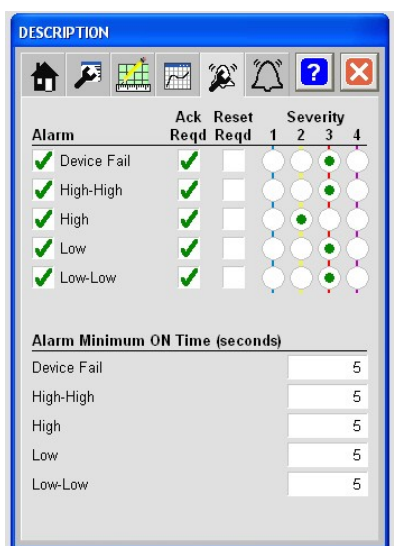 DESCRIPTION
?
Ack Reset Severity
Alarm Reqd Reqd 1 2 3 4
Device Fail
High-High
High
Low
Low-Low
Alarm Minimum ON Time (seconds)
Device Fail 5
High-High 5
High 5
Low 5
Low-Low 5